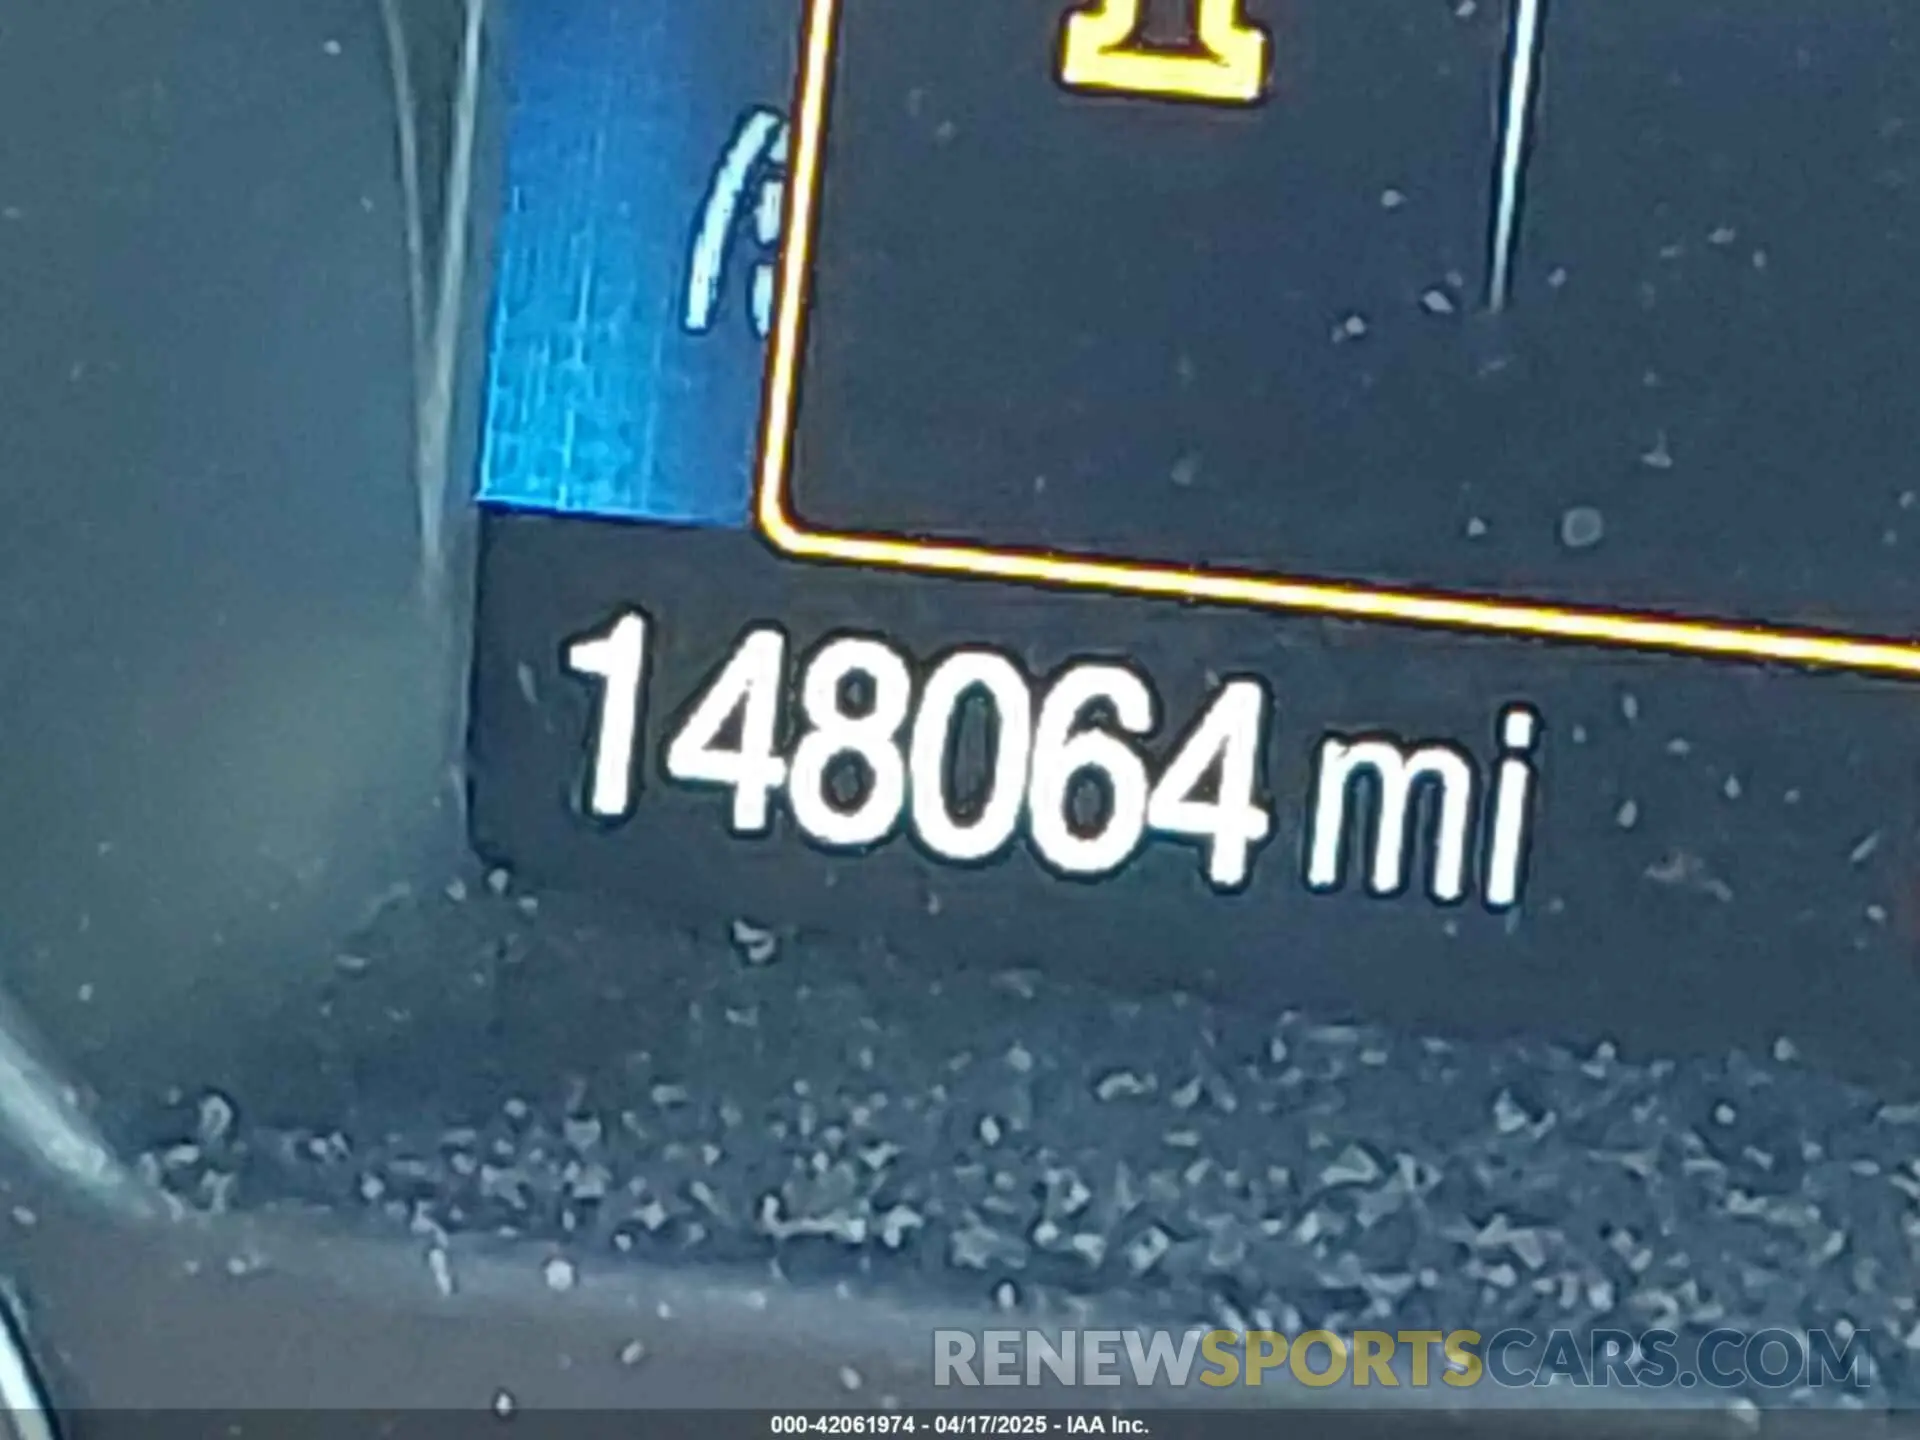 148064 mi
RENEWSPORTSCARS.COM
000-42061974 - 04/17/2025 - IAA Inc.